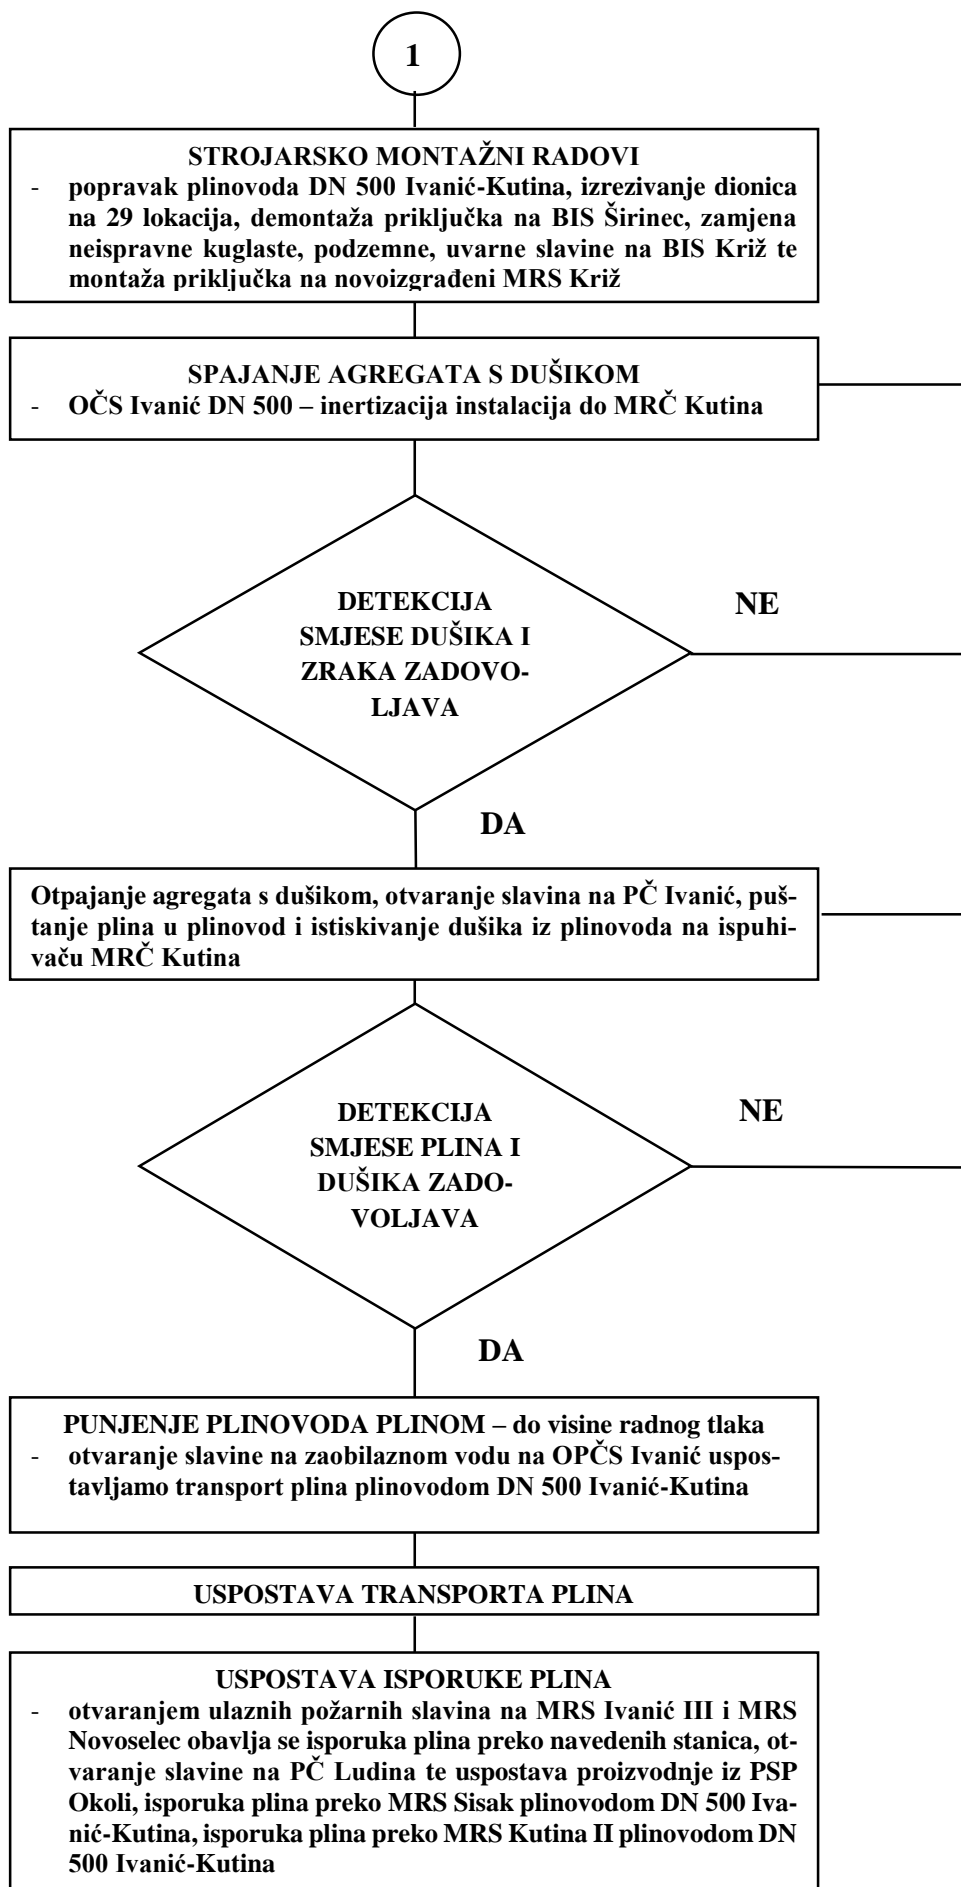 1
STROJARSKO MONTAŽNI RADOVI
- popravak plinovoda DN 500 Ivanić-Kutina, izrezivanje dionica
na 29 lokacija, demontaža priključka na BIS Širinec, zamjena
neispravne kuglaste, podzemne, uvarne slavine na BIS Križ te
montaža priključka na novoizgrađeni MRS Križ
SPAJANJE AGREGATA S DUŠIKOM
- OČS Ivanić DN 500 – inertizacija instalacija do MRČ Kutina
DETEKCIJA
SMJESE DUŠIKA I
ZRAKA ZADOVO-
LJAVA
NE
DA
Otpajanje agregata s dušikom, otvaranje slavina na PČ Ivanić, puš-
tanje plina u plinovod i istiskivanje dušika iz plinovoda na ispuhi-
vaču MRČ Kutina
DETEKCIJA
SMJESE PLINA I
DUŠIKA ZADO-
VOLJAVA
NE
DA
PUNJENJE PLINOVODA PLINOM – do visine radnog tlaka
- otvaranje slavine na zaobilaznom vodu na OPČS Ivanić uspos-
tavljamo transport plina plinovodom DN 500 Ivanić-Kutina
USPOSTAVA TRANSPORTA PLINA
USPOSTAVA ISPORUKE PLINA
- otvaranjem ulaznih požarnih slavina na MRS Ivanić III i MRS
Novoselec obavlja se isporuka plina preko navedenih stanica, ot-
varanje slavine na PČ Ludina te uspostava proizvodnje iz PSP
Okoli, isporuka plina preko MRS Sisak plinovodom DN 500 Iva-
nić-Kutina, isporuka plina preko MRS Kutina II plinovodom DN
500 Ivanić-Kutina